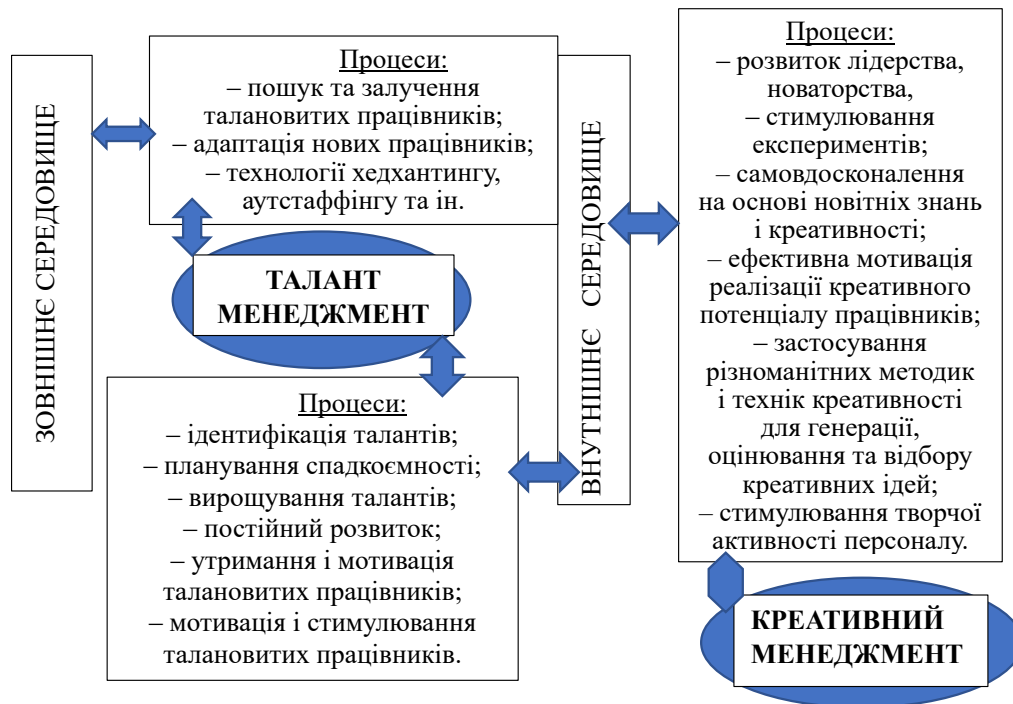 ЗОВНІШНЄ СЕРЕДОВИЩЕ
Процеси:
– пошук та залучення
талановитих працівників;
– адаптація нових працівників;
– технології хедхантингу,
аутстаффінгу та ін.
ТАЛАНТ
МЕНЕДЖМЕНТ
Процеси:
– ідентифікація талантів;
– планування спадкоємності;
– вирощування талантів;
– постійний розвиток;
– утримання і мотивація
талановитих працівників;
– мотивація і стимулювання
талановитих працівників.
ВНУТНІШНЄ СЕРЕДОВИЩЕ
Процеси:
– розвиток лідерства,
новаторства,
– стимулювання
експериментів;
– самовдосконалення
на основі новітніх знань
і креативності;
– ефективна мотивація
реалізації креативного
потенціалу працівників;
– застосування
різноманітних методик
і технік креативності
для генерації,
оцінювання та відбору
креативних ідей;
– стимулювання творчої
активності персоналу.
КРЕАТИВНИЙ
МЕНЕДЖМЕНТ